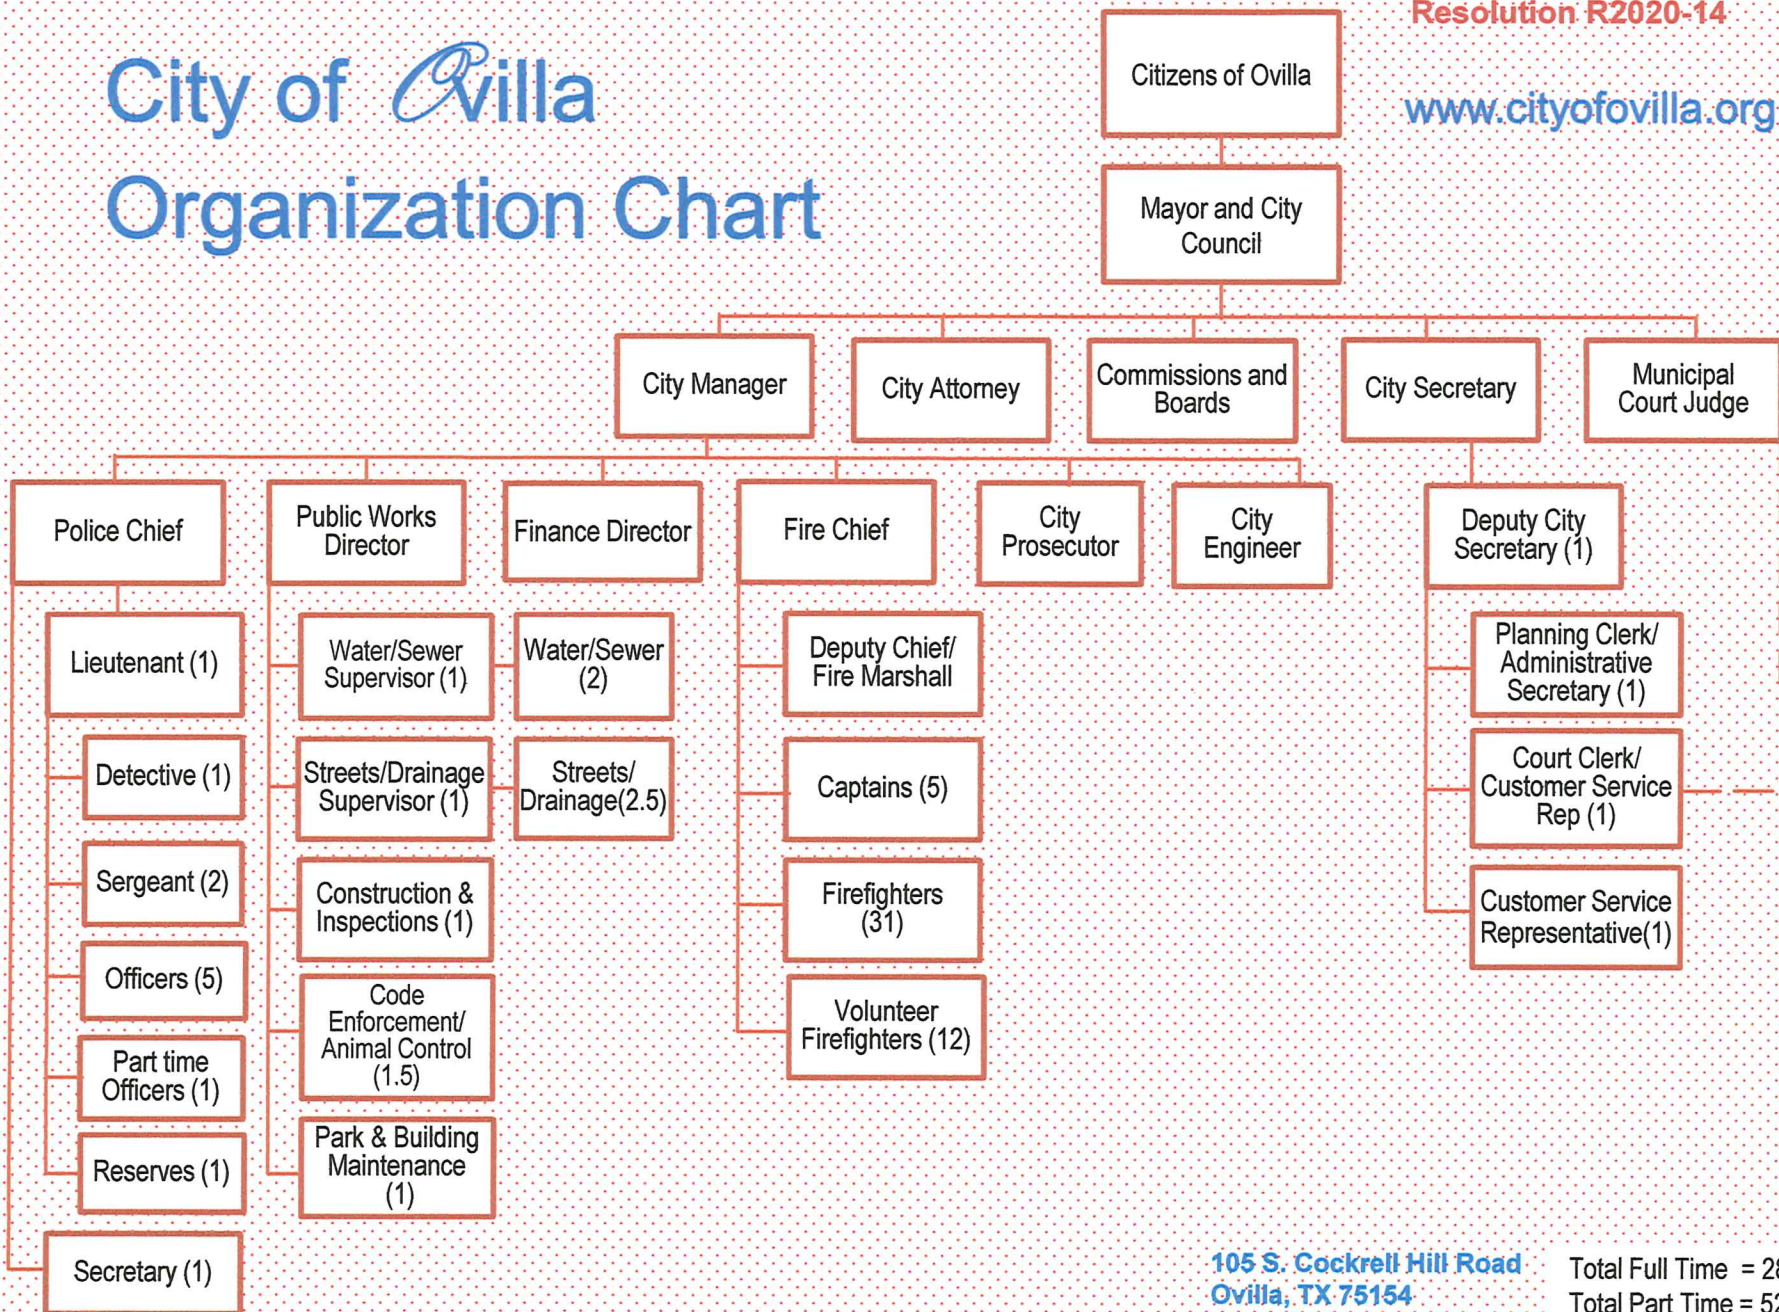 Resolution R2020-14
City of Ovilla
Organization Chart
www.cityofovilla.org
Citizens of Ovilla
Mayor and City
Council
City Manager
City Attorney
Commissions and
Boards
City Secretary
Municipal
Court Judge
Police Chief
Public Works
Director
Finance Director
Fire Chief
City
Prosecutor
City
Engineer
Deputy City
Secretary (1)
Lieutenant (1)
Detective (1)
Sergeant (2)
Officers (5)
Part time
Officers (1)
Reserves (1)
Secretary (1)
Water/Sewer
Supervisor (1)
Water/Sewer
(2)
Streets/Drainage
Supervisor (1)
Streets/
Drainage(2.5)
Construction &
Inspections (1)
Code
Enforcement/
Animal Control
(1.5)
Park & Building
Maintenance
(1)
Deputy Chief/
Fire Marshall
Captains (5)
Firefighters
(31)
Volunteer
Firefighters (12)
Planning Clerk/
Administrative
Secretary (1)
Court Clerk/
Customer Service
Rep (1)
Customer Service
Representative(1)
105 S. Cockrell Hill Road
Ovilla, TX 75154
Total Full Time = 28
Total Part Time =